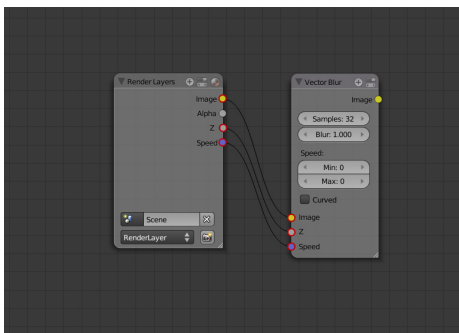 Render Layers
Image
Alpha
Z
Speed
Scene
RenderLayer
Vector Blur
Image
Samples: 32
Blur: 1.000
Speed:
Min: 0
Max: 0
Curved
Image
Z
Speed